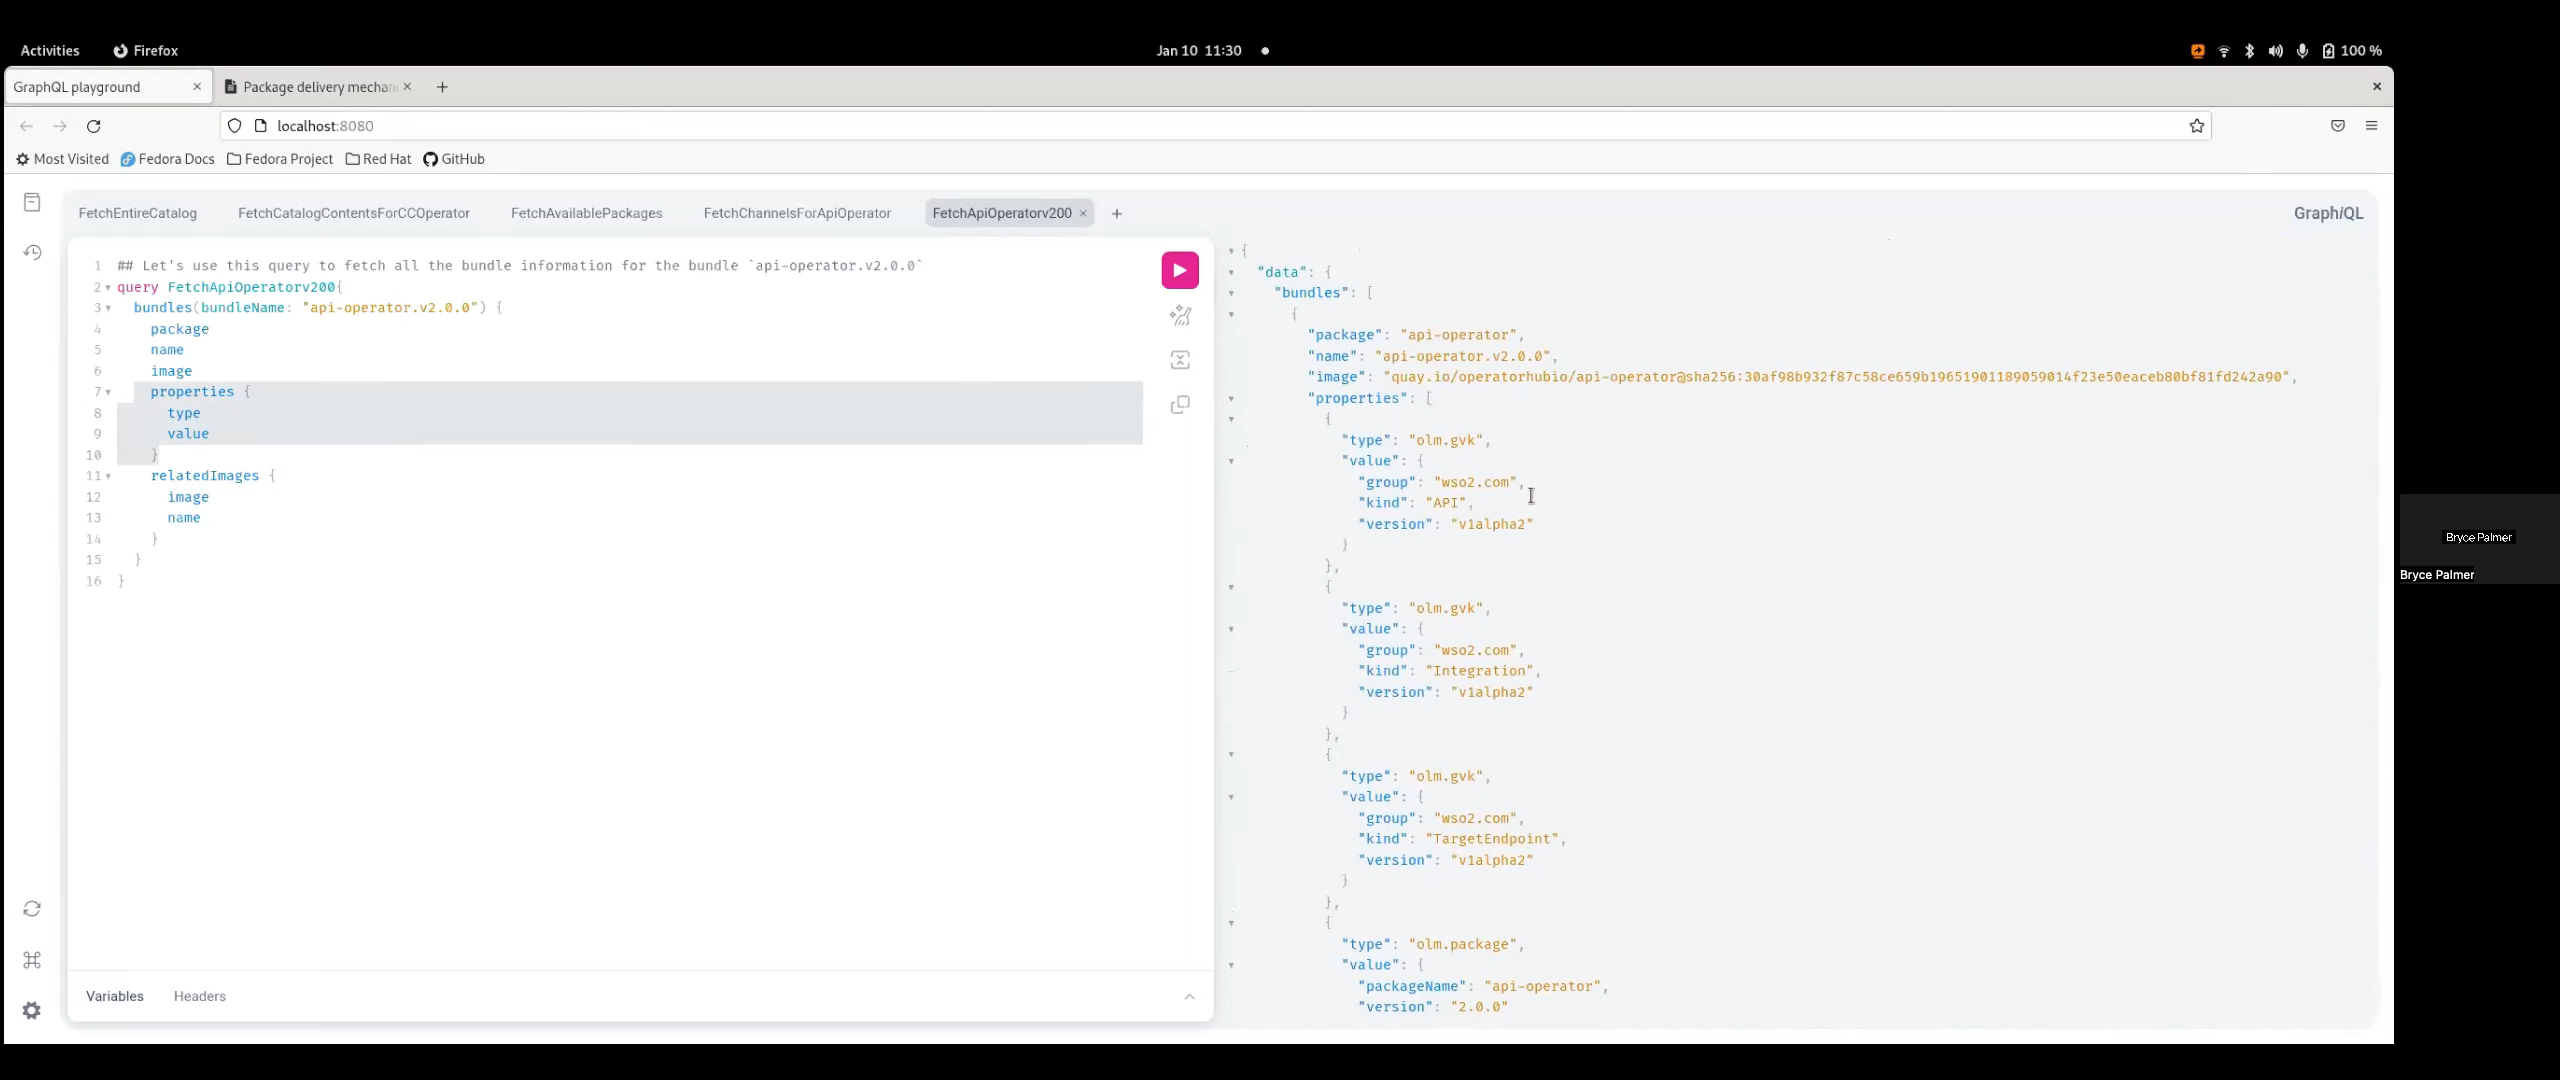 Activities
Firefox
Jan 10 11:30
100 %
GraphQL playground
Package delivery mechan
localhost:8080
Most Visited
Fedora Docs
Fedora Project
Red Hat
GitHub
FetchEntireCatalog
FetchCatalogContentsForCCOperator
FetchAvailablePackages
FetchChannelsForApiOperator
FetchApiOperatorv200
GraphiQL
1 ## Let's use this query to fetch all the bundle information for the bundle `api-operator.v2.0.0`
2 query FetchApiOperatorv200{
3 bundles(bundleName: "api-operator.v2.0.0") {
4 package
5 name
6 image
7 properties {
8 type
9 value
10 }
11 relatedImages {
12 image
13 name
14 }
15 }
16 }
Variables
Headers
{
"data": {
"bundles": [
{
"package": "api-operator",
"name": "api-operator.v2.0.0",
"image": "quay.io/operatorhubio/api-operator@sha256:30af98b932f87c58ce659b19651901189059014f23e50eaceb80bf81fd242a90",
"properties": [
{
"type": "olm.gvk",
"value": {
"group": "wso2.com",
"kind": "API",
"version": "v1alpha2"
}
},
{
"type": "olm.gvk",
"value": {
"group": "wso2.com",
"kind": "Integration",
"version": "v1alpha2"
}
},
{
"type": "olm.gvk",
"value": {
"group": "wso2.com",
"kind": "TargetEndpoint",
"version": "v1alpha2"
}
},
{
"type": "olm.package",
"value": {
"packageName": "api-operator",
"version": "2.0.0"
Bryce Palmer
Bryce Palmer